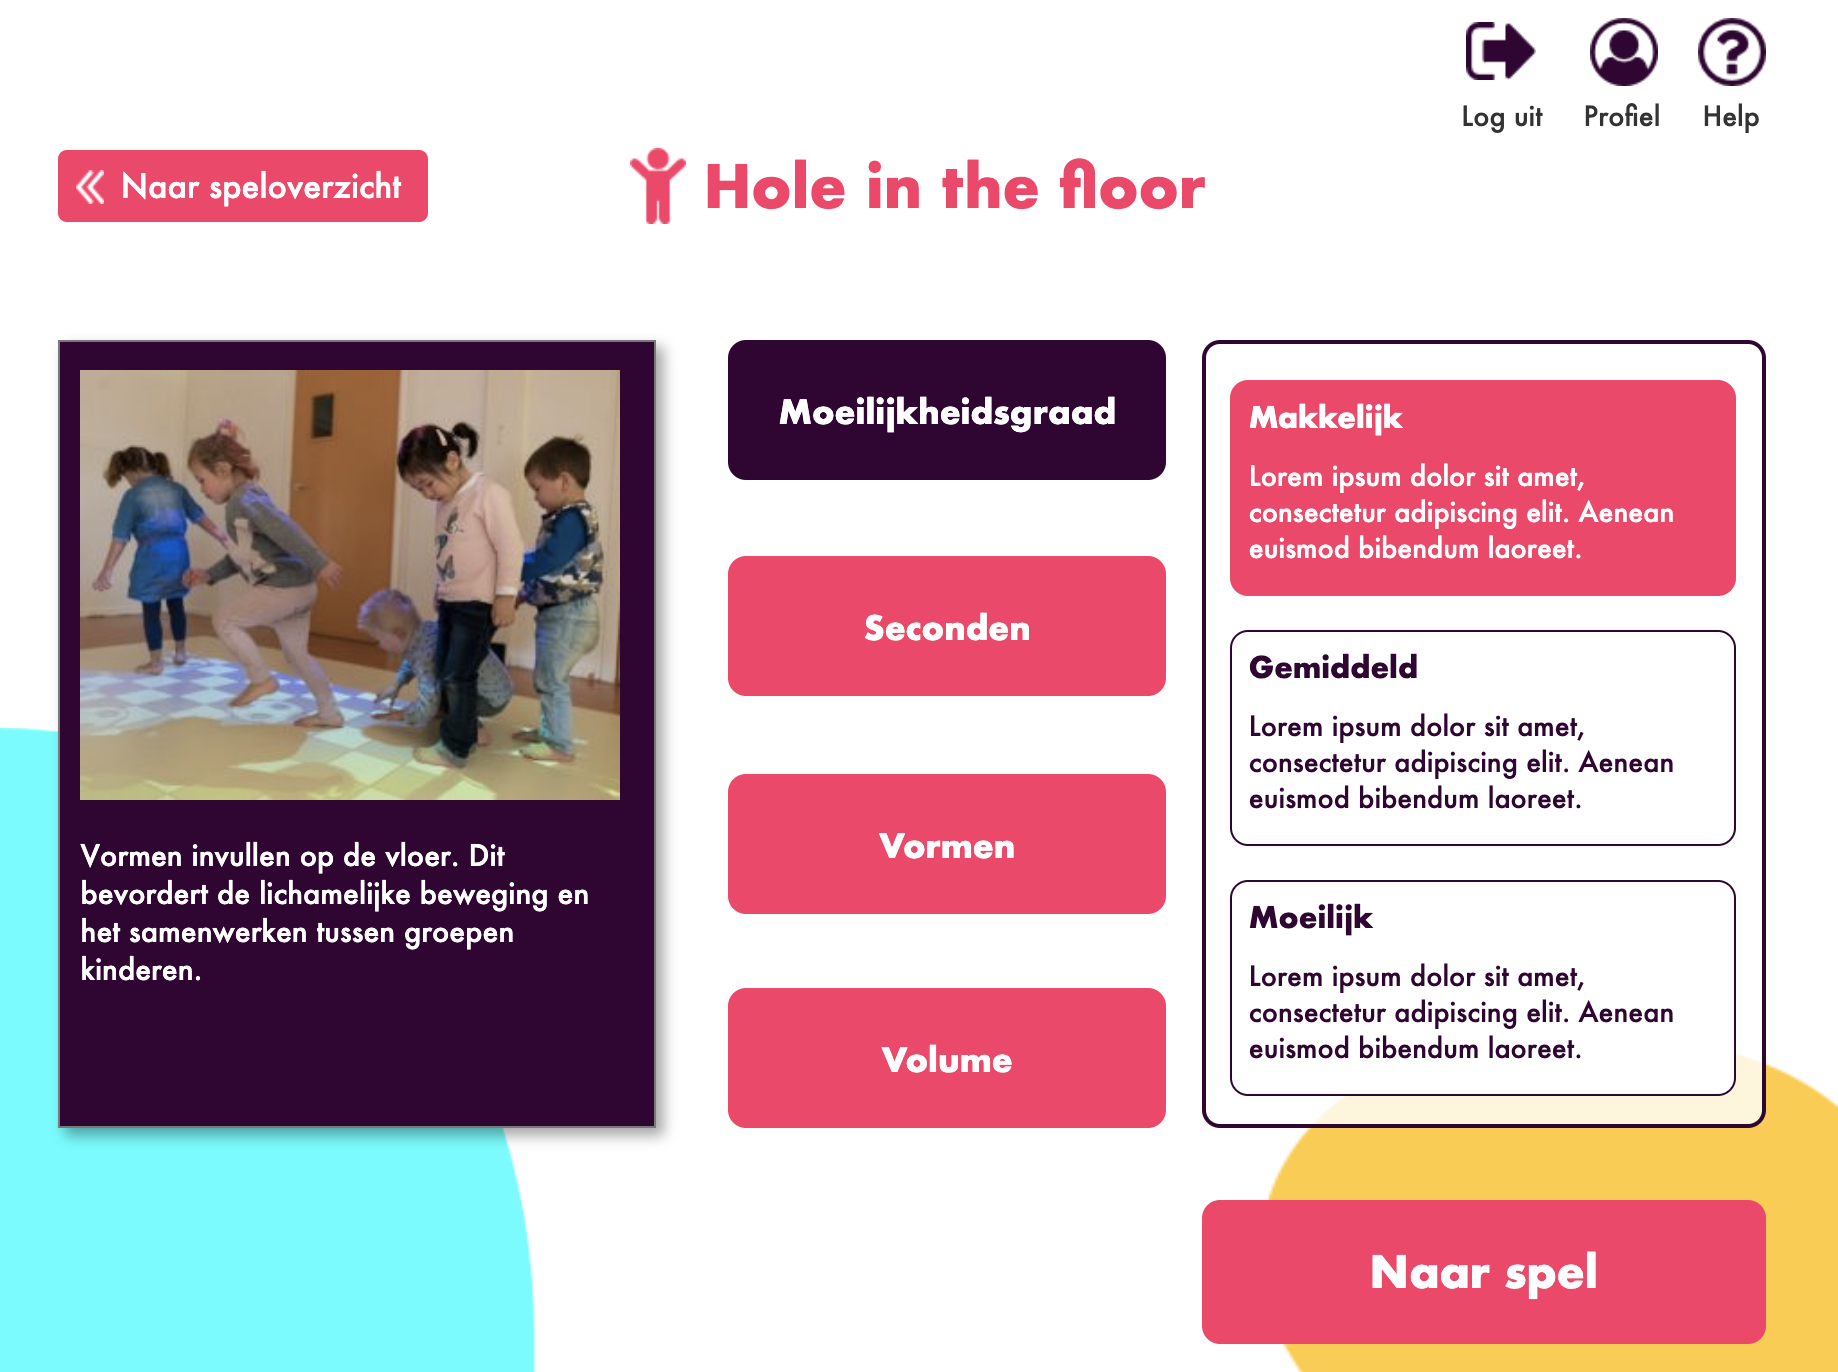 Log uit
Profiel
Help
Naar speloverzicht
Hole in the floor
Vormen invullen op de vloer. Dit
bevordert de lichamelijke beweging en
het samenwerken tussen groepen
kinderen.
Moeilijkheidsgraad
Seconden
Vormen
Volume
Makkelijk
Lorem ipsum dolor sit amet,
consectetur adipiscing elit. Aenean
euismod bibendum laoreet.
Gemiddeld
Lorem ipsum dolor sit amet,
consectetur adipiscing elit. Aenean
euismod bibendum laoreet.
Moeilijk
Lorem ipsum dolor sit amet,
consectetur adipiscing elit. Aenean
euismod bibendum laoreet.
Naar spel